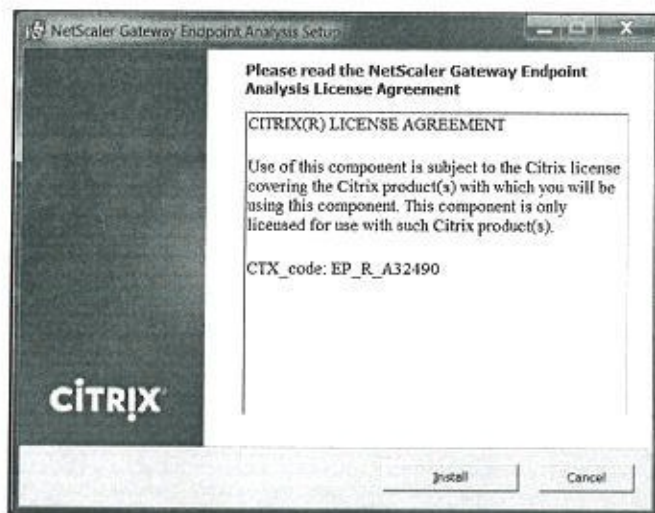 NetScaler Gateway Endpoint Analysis Setup
Please read the NetScaler Gateway Endpoint
Analysis License Agreement
CITRIX(R) LICENSE AGREEMENT
Use of this component is subject to the Citrix license
covering the Citrix product(s) with which you will be
using this component. This component is only
licensed for use with such Citrix product(s).
CTX_code: EP_R_A32490
CİTRIX
Install
Cancel